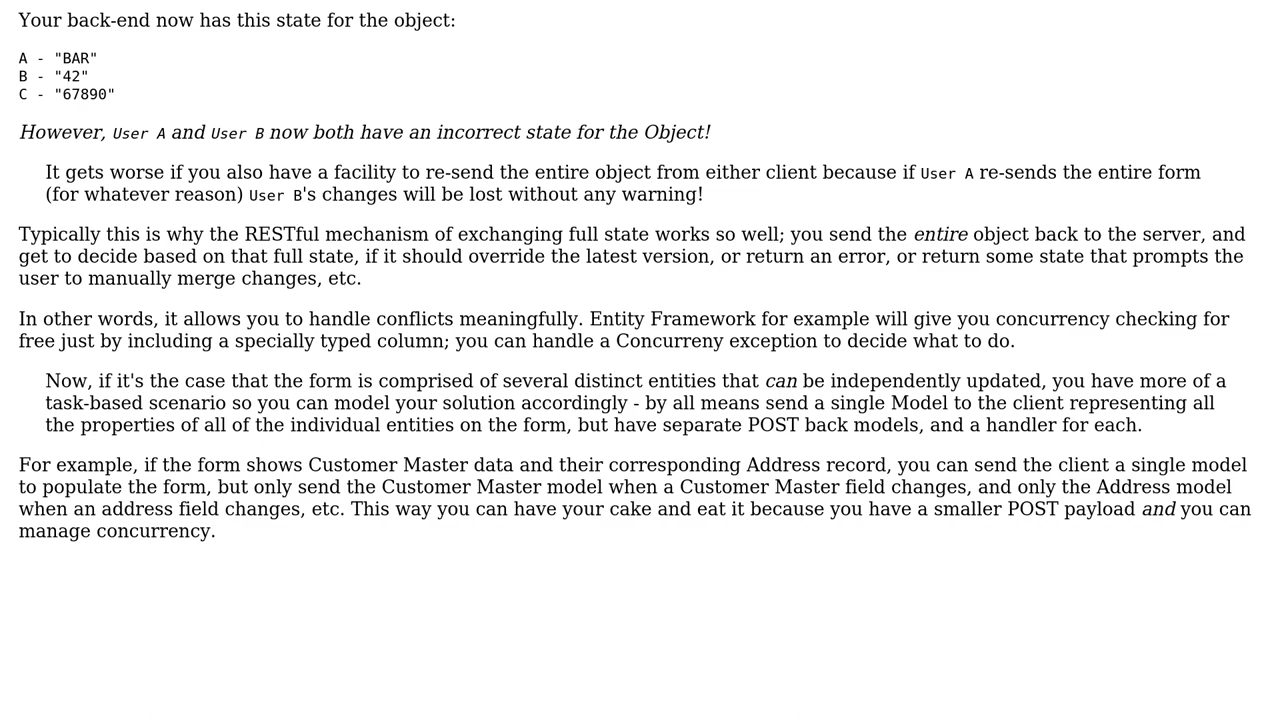 Your back-end now has this state for the object:
A - "BAR"
B - "42"
C - "67890"
However, User A and User B now both have an incorrect state for the Object!
It gets worse if you also have a facility to re-send the entire object from either client because if User A re-sends the entire form
(for whatever reason) User B's changes will be lost without any warning!
Typically this is why the RESTful mechanism of exchanging full state works so well; you send the entire object back to the server, and
get to decide based on that full state, if it should override the latest version, or return an error, or return some state that prompts the
user to manually merge changes, etc.
In other words, it allows you to handle conflicts meaningfully. Entity Framework for example will give you concurrency checking for
free just by including a specially typed column; you can handle a Concurreny exception to decide what to do.
Now, if it's the case that the form is comprised of several distinct entities that can be independently updated, you have more of a
task-based scenario so you can model your solution accordingly - by all means send a single Model to the client representing all
the properties of all of the individual entities on the form, but have separate POST back models, and a handler for each.
For example, if the form shows Customer Master data and their corresponding Address record, you can send the client a single model
to populate the form, but only send the Customer Master model when a Customer Master field changes, and only the Address model
when an address field changes, etc. This way you can have your cake and eat it because you have a smaller POST payload and you can
manage concurrency.